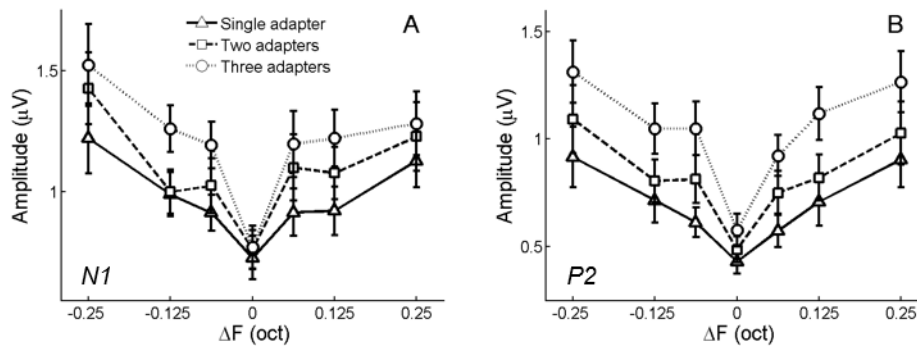 A
Single adapter
Two adapters
Three adapters
1.5
1
Amplitude (µV)
N1
-0.25 -0.125 0 0.125 0.25
ΔF (oct)
B
1.5
1
0.5
Amplitude (µV)
P2
-0.25 -0.125 0 0.125 0.25
ΔF (oct)